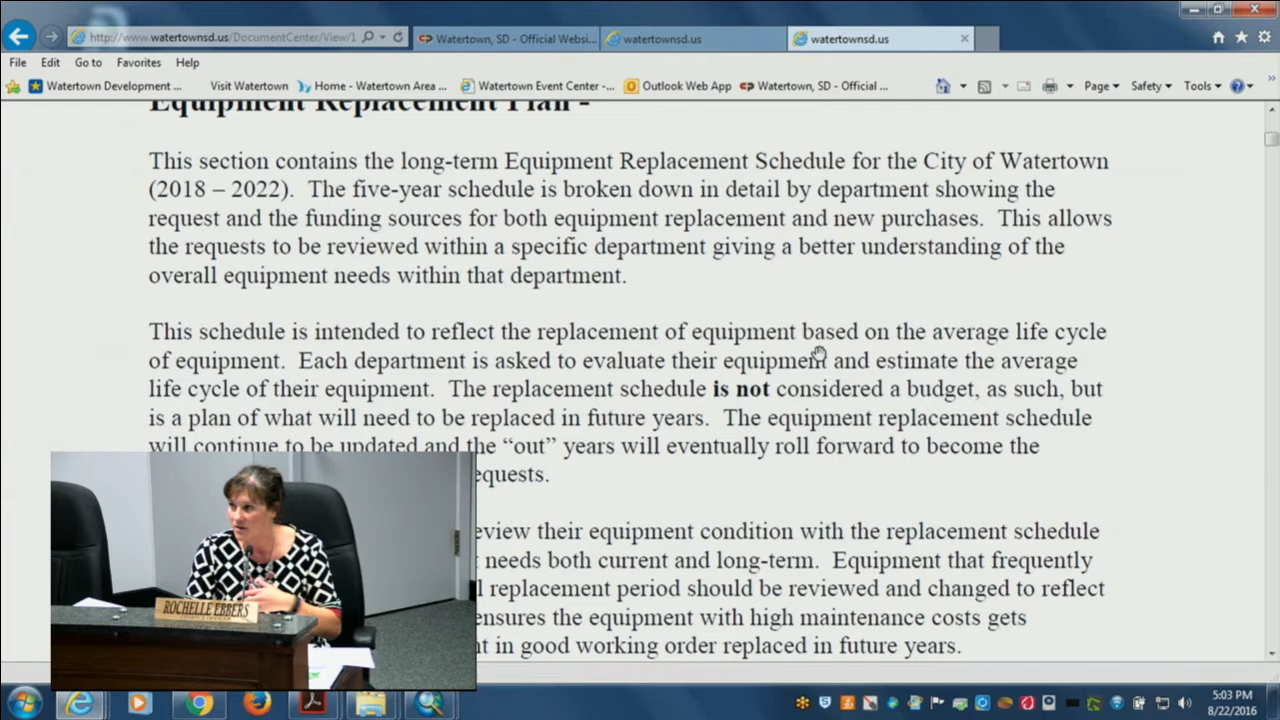 http://www.watertownsd.us/DocumentCenter/View/1
Watertown, SD - Official Websi...
watertownsd.us
watertownsd.us
File Edit Go to Favorites Help
Watertown Development ...
Visit Watertown
Home - Watertown Area ...
Watertown Event Center -...
Outlook Web App
Watertown, SD - Official ...
Page
Safety
Tools
Equipment Replacement Plan -
This section contains the long-term Equipment Replacement Schedule for the City of Watertown
(2018 – 2022). The five-year schedule is broken down in detail by department showing the
request and the funding sources for both equipment replacement and new purchases. This allows
the requests to be reviewed within a specific department giving a better understanding of the
overall equipment needs within that department.
This schedule is intended to reflect the replacement of equipment based on the average life cycle
of equipment. Each department is asked to evaluate their equipment and estimate the average
life cycle of their equipment. The replacement schedule is not considered a budget, as such, but
is a plan of what will need to be replaced in future years. The equipment replacement schedule
will continue to be updated and the “out” years will eventually roll forward to become the
equests.
eview their equipment condition with the replacement schedule
needs both current and long-term. Equipment that frequently
l replacement period should be reviewed and changed to reflect
ensures the equipment with high maintenance costs gets
nt in good working order replaced in future years.
ROCHELLE EBBERS
5:03 PM
8/22/2016